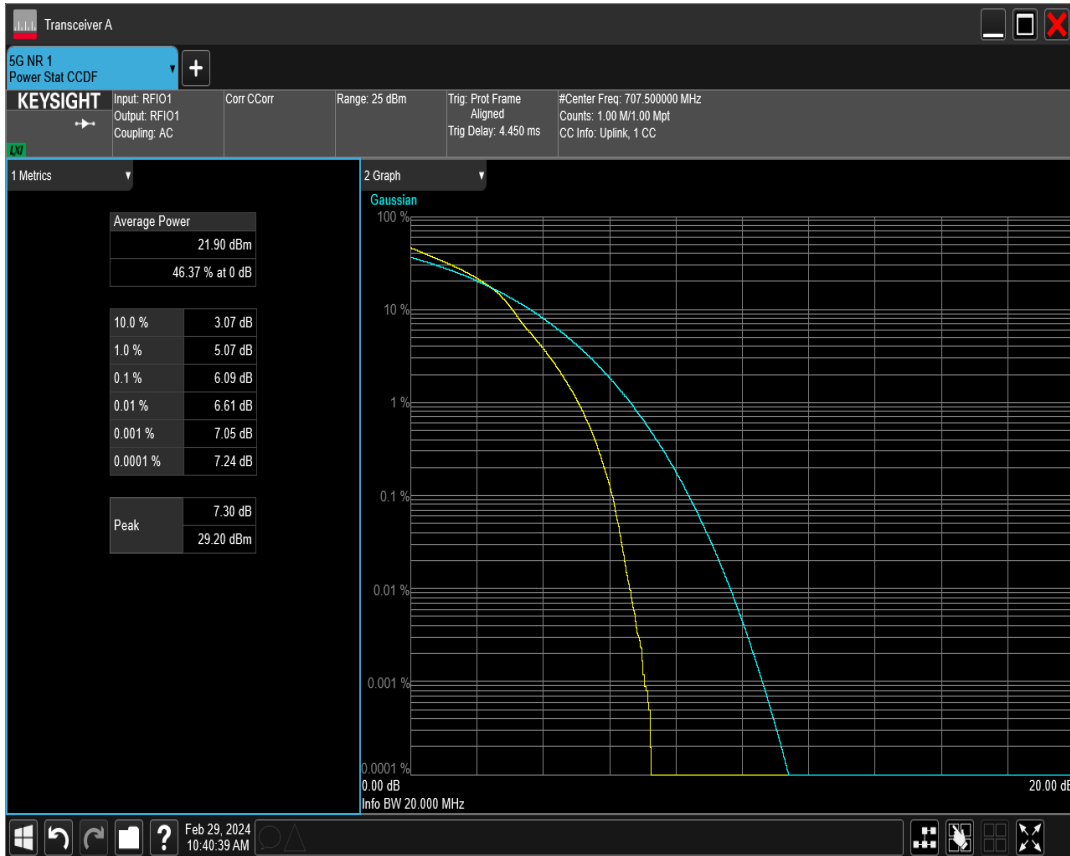 Transceiver A
5G NR 1
Power Stat CCDF
KEYSIGHT
LXI
Input: RFIO1
Output: RFIO1
Coupling: AC
Corr CCorr
Range: 25 dBm
Trig: Prot Frame
Aligned
Trig Delay: 4.450 ms
#Center Freq: 707.500000 MHz
Counts: 1.00 M/1.00 Mpt
CC Info: Uplink, 1 CC
1 Metrics
Average Power
21.90 dBm
46.37 % at 0 dB
10.0 % 3.07 dB
1.0 % 5.07 dB
0.1 % 6.09 dB
0.01 % 6.61 dB
0.001 % 7.05 dB
0.0001 % 7.24 dB
Peak
7.30 dB
29.20 dBm
2 Graph
Gaussian
100 %
10 %
1 %
0.1 %
0.01 %
0.001 %
0.0001 %
0.00 dB 20.00 dB
Info BW 20.000 MHz
?
Feb 29, 2024
10:40:39 AM